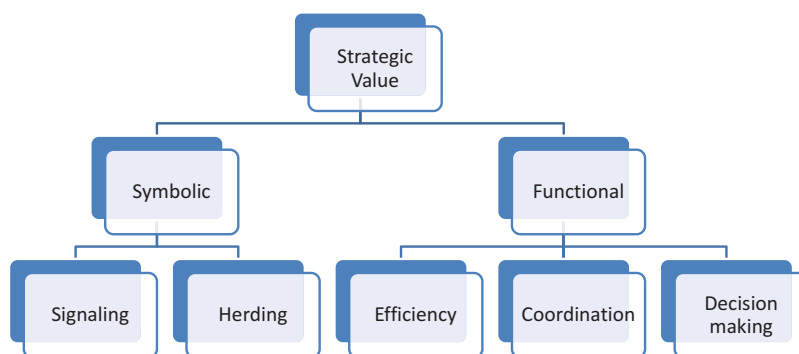 Strategic
Value
Symbolic
Functional
Signaling
Herding
Efficiency
Coordination
Decision
making